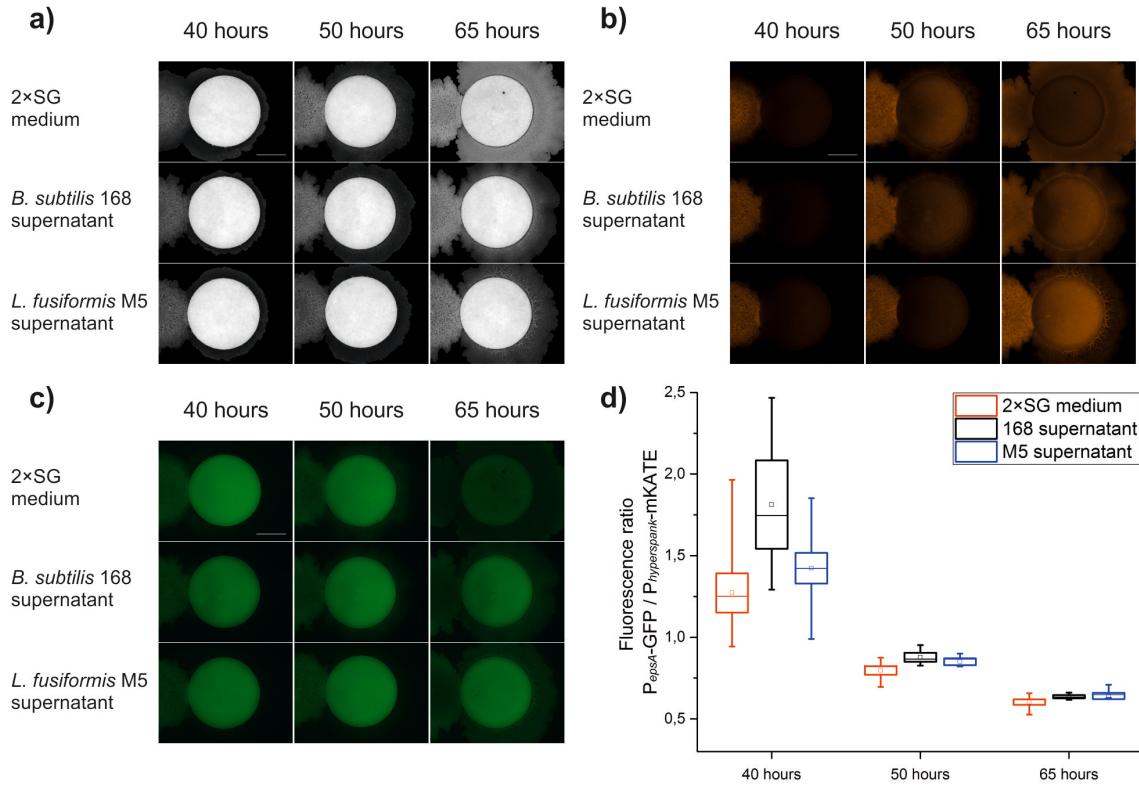 a)
40 hours 50 hours 65 hours
2×SG
medium
B. subtilis 168
supernatant
L. fusiformis M5
supernatant
b)
40 hours 50 hours 65 hours
2×SG
medium
B. subtilis 168
supernatant
L. fusiformis M5
supernatant
c)
40 hours 50 hours 65 hours
2×SG
medium
B. subtilis 168
supernatant
L. fusiformis M5
supernatant
d)
Fluorescence ratio
PepsA-GFP / Phyperspank-mKATE
2,5
2,0
1,5
1,0
0,5
2×SG medium
168 supernatant
M5 supernatant
40 hours 50 hours 65 hours